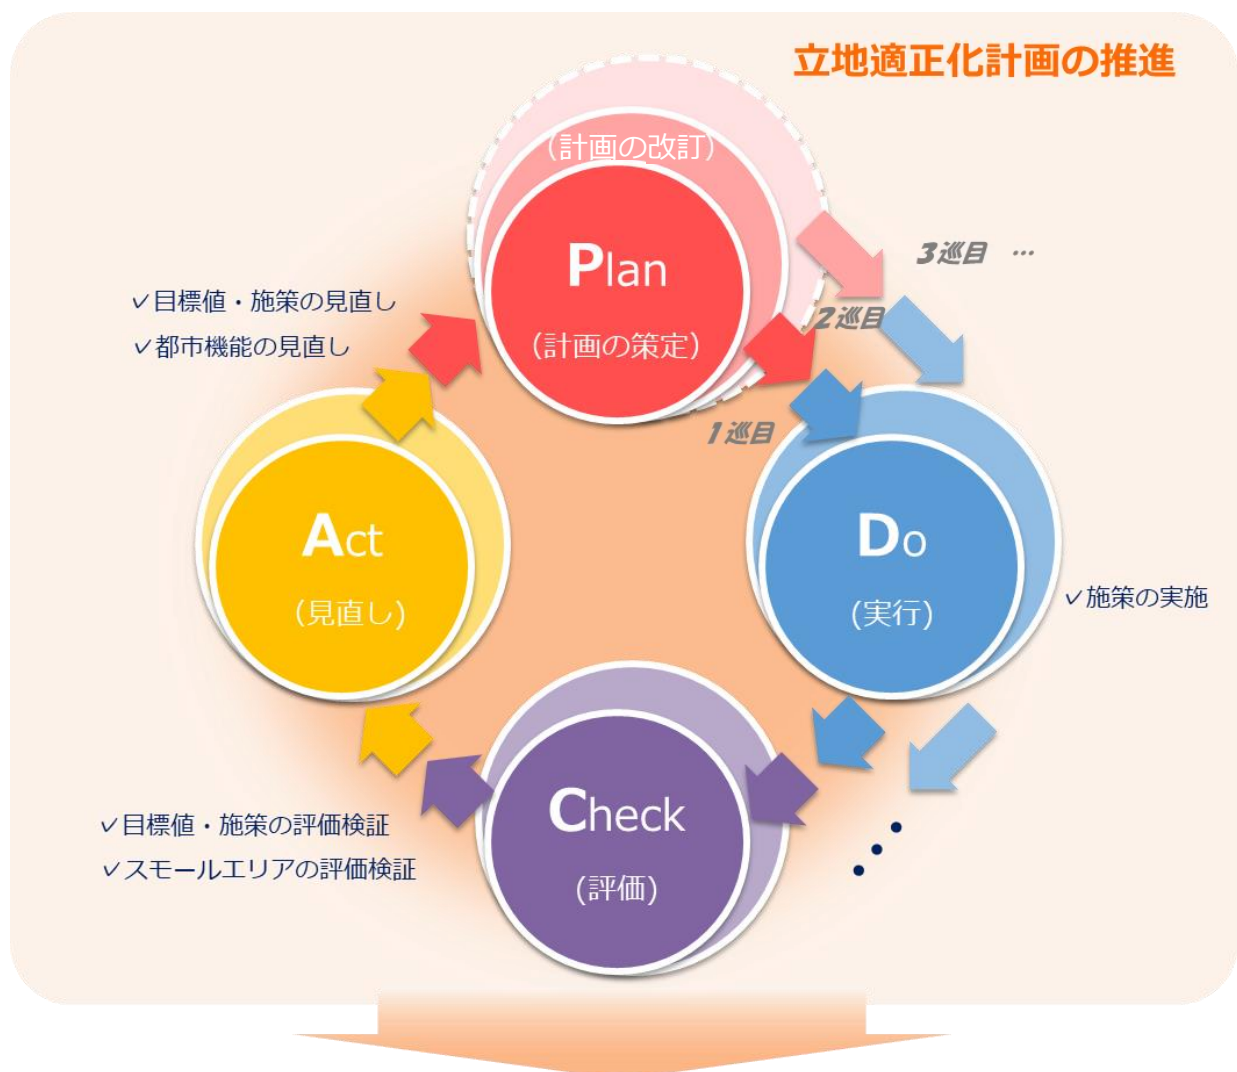 立地適正化計画の推進
(計画の改訂)
Plan
(計画の策定)
3巡目 …
2巡目
1巡目
✓目標値・施策の見直し
✓都市機能の見直し
Act
(見直し)
Do
(実行)
✓施策の実施
Check
(評価)
✓目標値・施策の評価検証
✓スモールエリアの評価検証